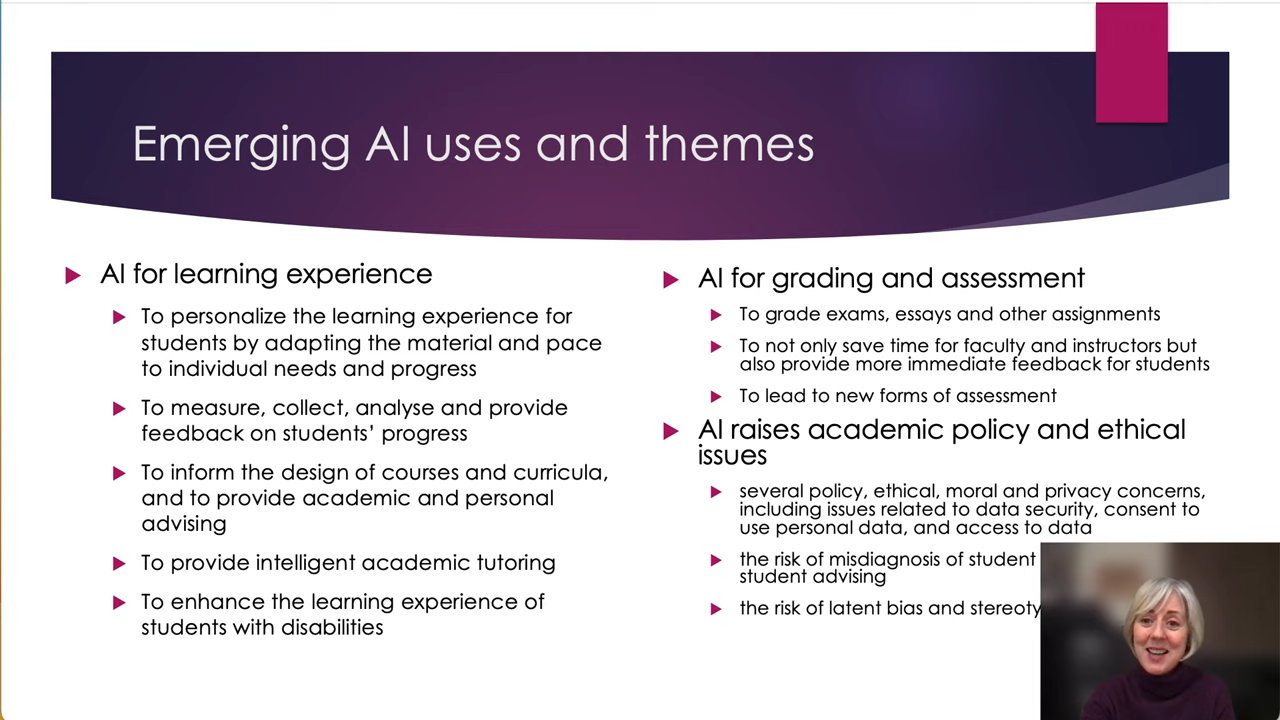 Emerging AI uses and themes
AI for learning experience
To personalize the learning experience for
students by adapting the material and pace
to individual needs and progress
To measure, collect, analyse and provide
feedback on students' progress
To inform the design of courses and curricula,
and to provide academic and personal
advising
To provide intelligent academic tutoring
To enhance the learning experience of
students with disabilities
AI for grading and assessment
To grade exams, essays and other assignments
To not only save time for faculty and instructors but
also provide more immediate feedback for students
To lead to new forms of assessment
AI raises academic policy and ethical
issues
several policy, ethical, moral and privacy concerns,
including issues related to data security, consent to
use personal data, and access to data
the risk of misdiagnosis of student
student advising
the risk of latent bias and